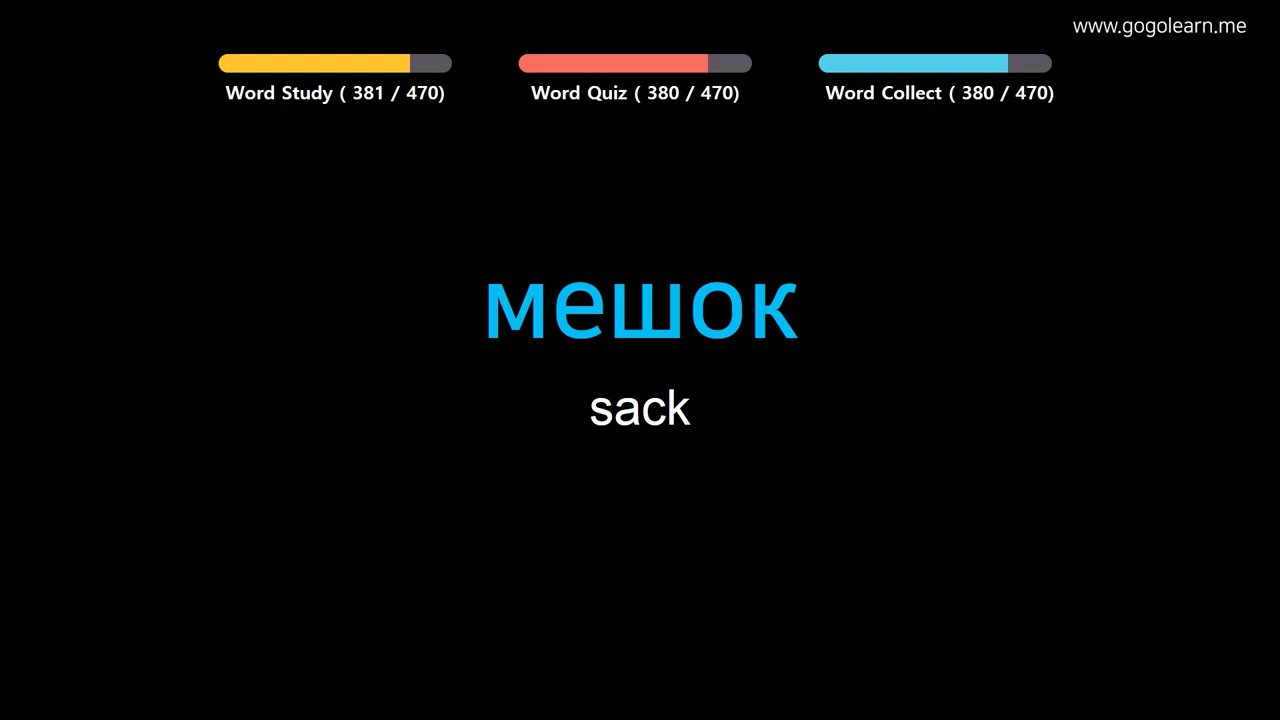 www.gogolearn.me
Word Study ( 381 / 470)
Word Quiz ( 380 / 470)
Word Collect ( 380 / 470)
мешок
sack